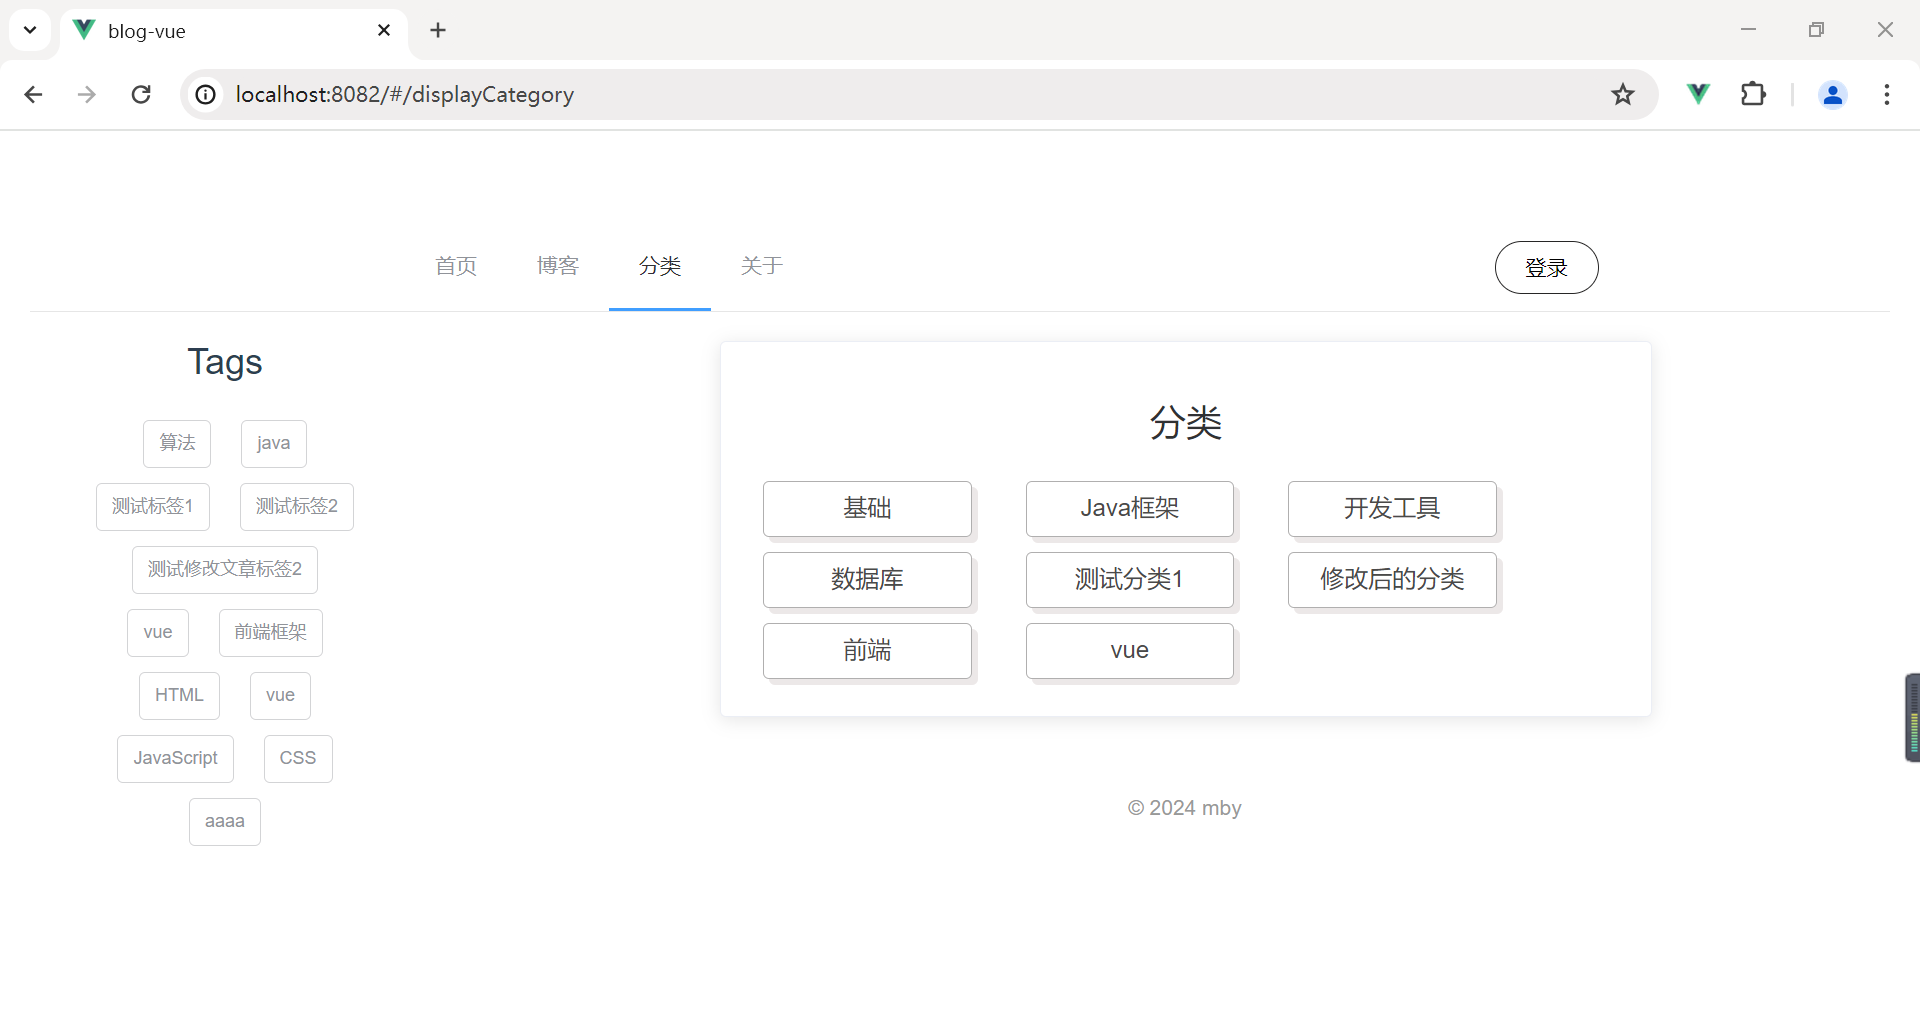 blog-vue
localhost:8082/#/displayCategory
首页 博客 分类 关于 登录
Tags
算法 java
测试标签1 测试标签2
测试修改文章标签2
vue 前端框架
HTML vue
JavaScript CSS
aaaa
分类
基础 Java框架 开发工具
数据库 测试分类1 修改后的分类
前端 vue
© 2024 mby